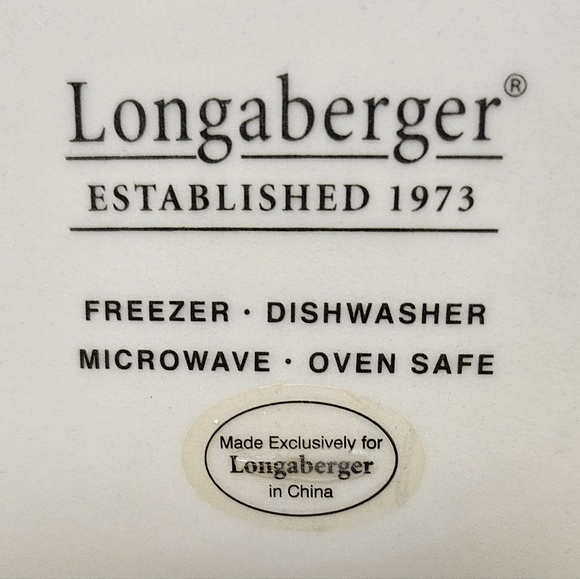 Longaberger®
ESTABLISHED 1973
FREEZER · DISHWASHER
MICROWAVE · OVEN SAFE
Made Exclusively for
Longaberger
in China